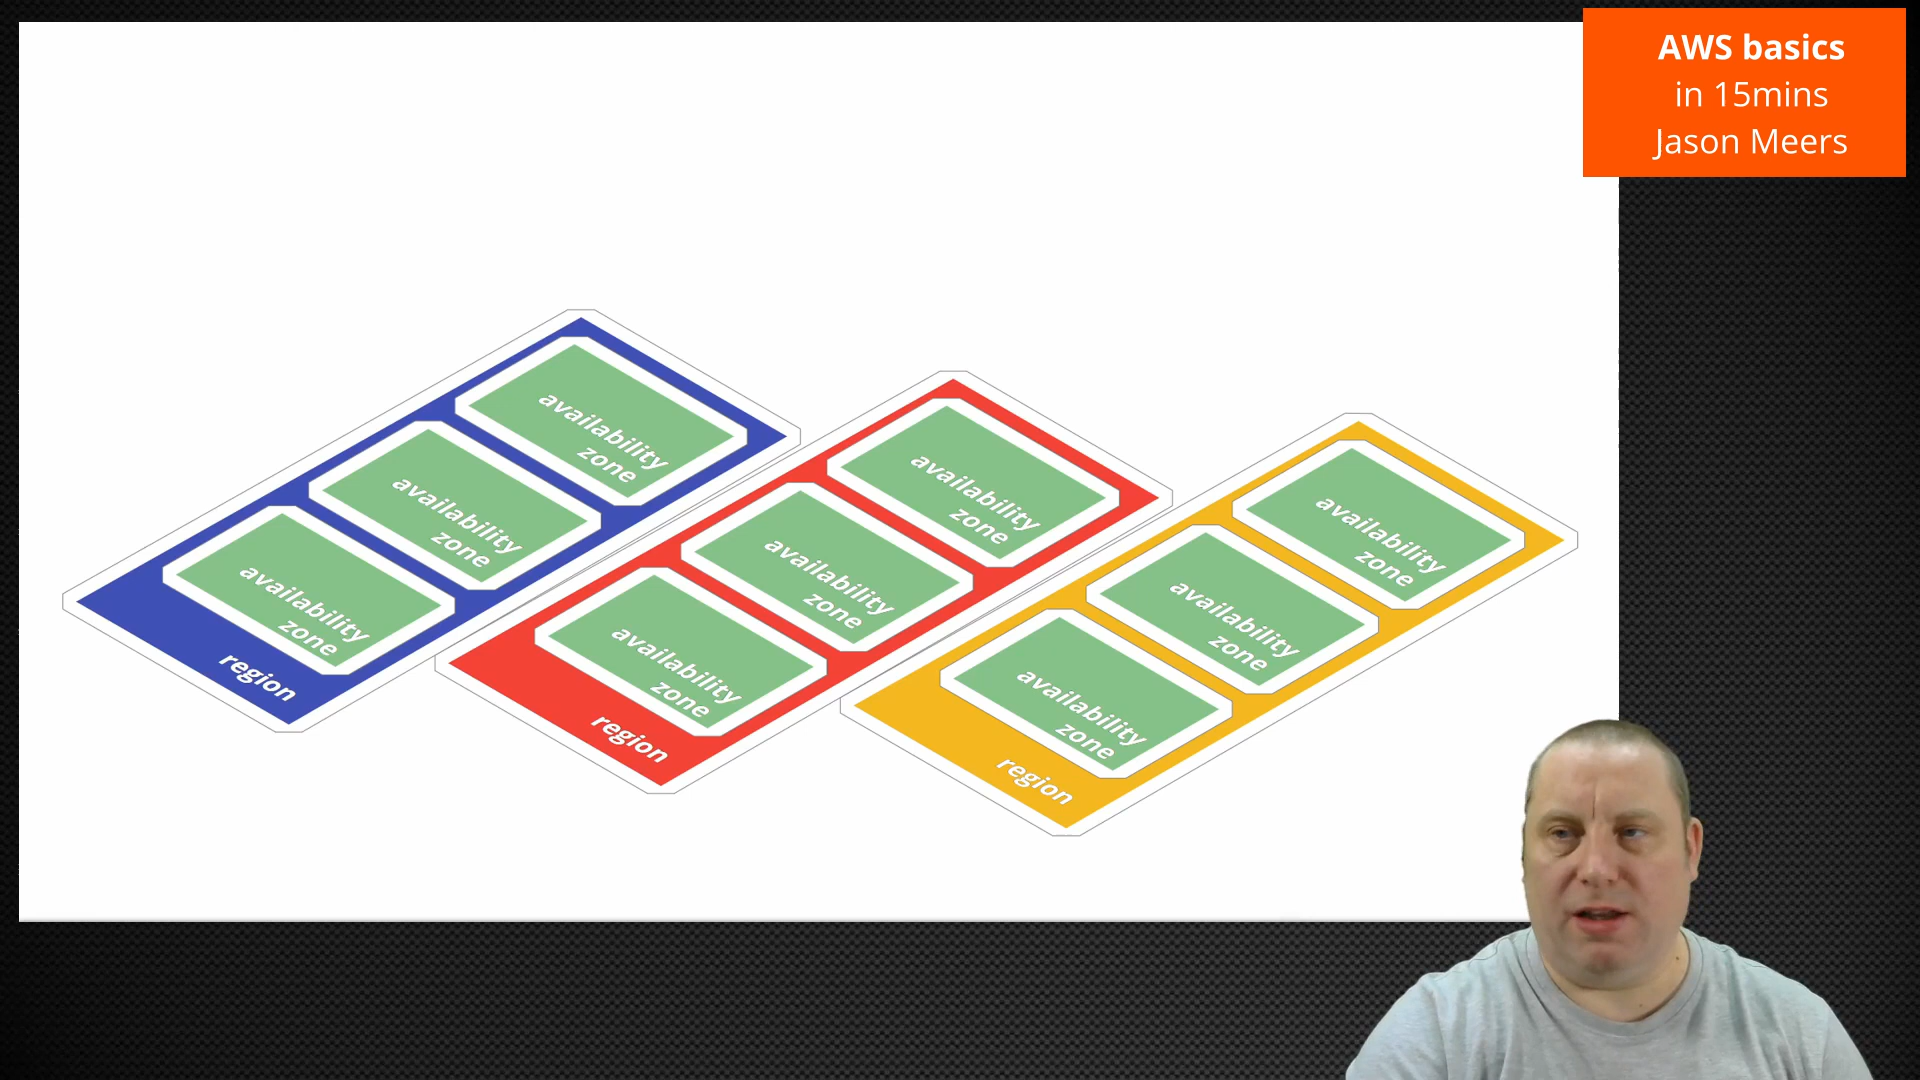 AWS basics
in 15mins
Jason Meers
availability
zone
availability
zone
availability
zone
region
availability
zone
availability
zone
availability
zone
region
availability
zone
availability
zone
availability
zone
region